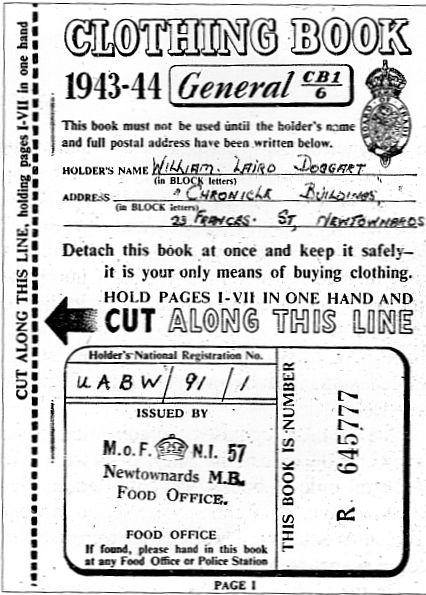 CUT ALONG THIS LINE, holding pages I-VII in one hand
CLOTHING BOOK
1943-44 General CB1/6
This book must not be used until the holder's name
and full postal address have been written below.
HOLDER'S NAME WILLIAM. LAIRD DOGGART
(in BLOCK letters)
ADDRESS "CHRONICLE BUILDINGS"
(in BLOCK letters)
23 FRANCES. ST, NEWTOWNARDS
Detach this book at once and keep it safely—
it is your only means of buying clothing.
HOLD PAGES I-VII IN ONE HAND AND
CUT ALONG THIS LINE
Holder's National Registration No.
UABW/91/1
ISSUED BY
M.o.F. N.I. 57
Newtownards M.B.
FOOD OFFICE.
FOOD OFFICE
If found, please hand in this book
at any Food Office or Police Station
THIS BOOK IS NUMBER
R 645777
PAGE I